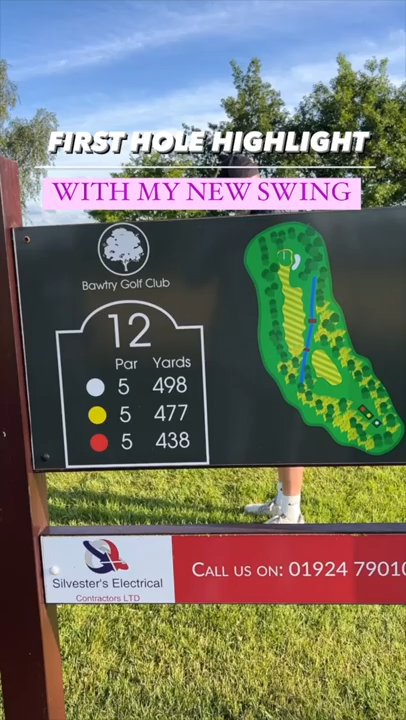 FIRST HOLE HIGHLIGHT
WITH MY NEW SWING
Bawtry Golf Club
12
Par Yards
5 498
5 477
5 438
Silvester's Electrical
Contractors LTD
CALL US ON: 01924 79010